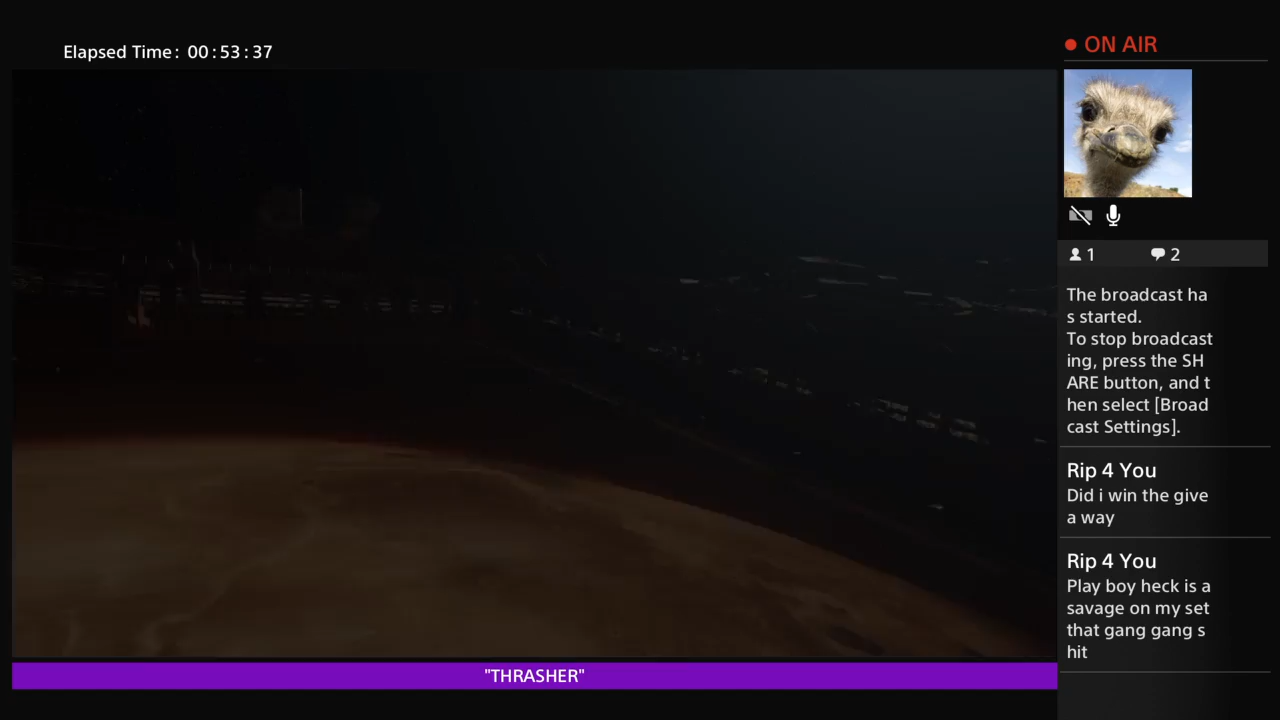 Elapsed Time: 00:53:37
ON AIR
1 2
The broadcast ha
s started.
To stop broadcast
ing, press the SH
ARE button, and t
hen select [Broad
cast Settings].
Rip 4 You
Did i win the give
a way
Rip 4 You
Play boy heck is a
savage on my set
that gang gang s
hit
"THRASHER"